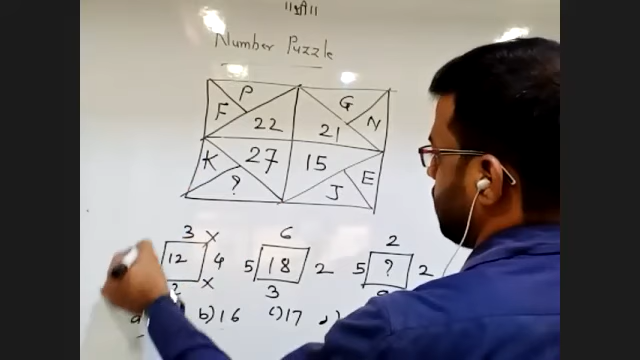 ॥श्री॥
Number Puzzle
P G
F 22 21 N
K 27 15 E
? J
3 x 6 2
12 4 5 18 2 5 ? 2
2 x 3
a) b) 16 c) 17 d)